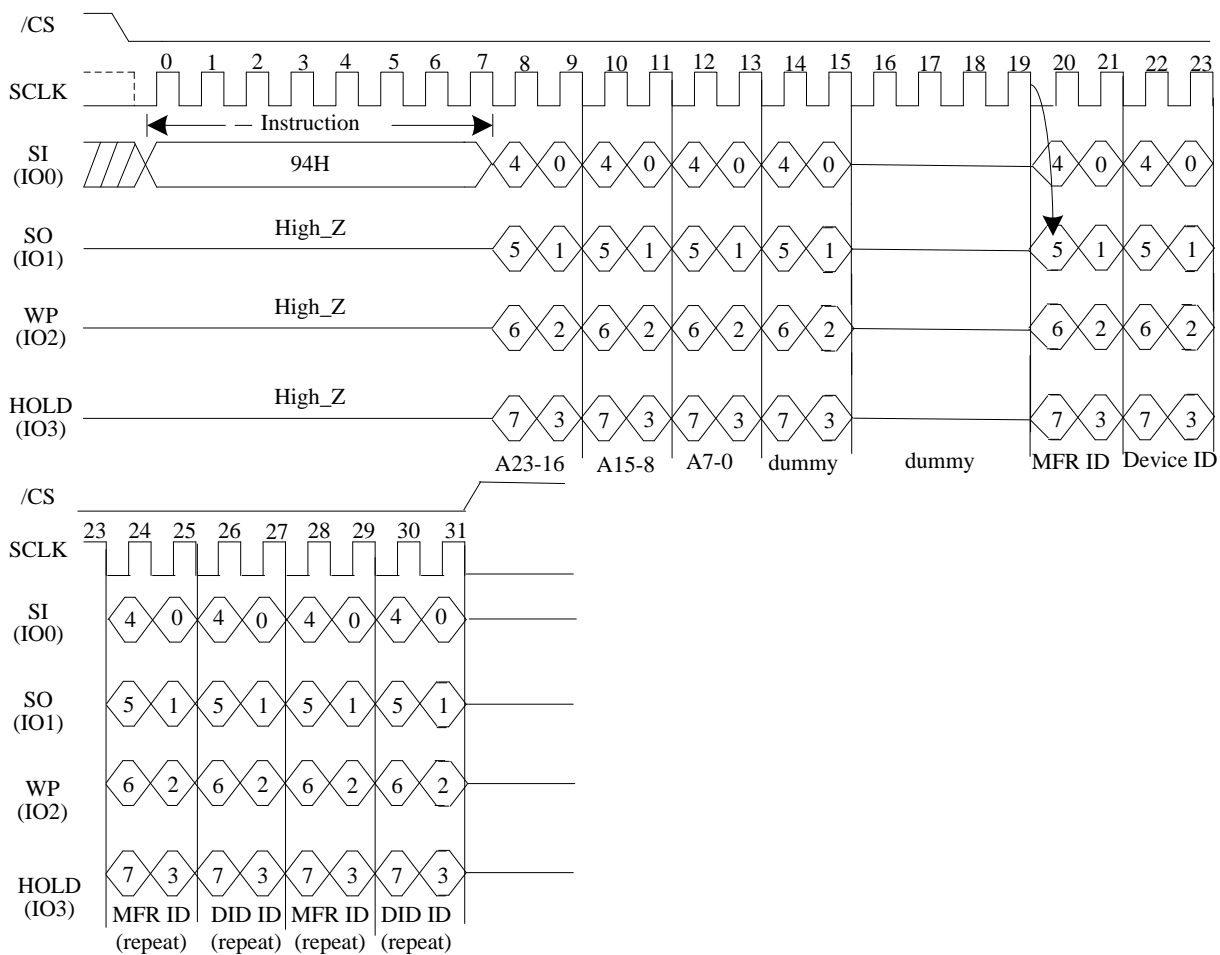 /CS
0 1 2 3 4 5 6 7 8 9 10 11 12 13 14 15 16 17 18 19 20 21 22 23
SCLK
Instruction
SI
(IO0)
94H
4 0 4 0 4 0 4 0 4 0 4 0
SO
(IO1)
High_Z
5 1 5 1 5 1 5 1 5 1 5 1
WP
(IO2)
High_Z
6 2 6 2 6 2 6 2 6 2 6 2
HOLD
(IO3)
High_Z
7 3 7 3 7 3 7 3 7 3 7 3
A23-16 A15-8 A7-0 dummy dummy MFR ID Device ID
/CS
23 24 25 26 27 28 29 30 31
SCLK
SI
(IO0)
4 0 4 0 4 0 4 0
SO
(IO1)
5 1 5 1 5 1 5 1
WP
(IO2)
6 2 6 2 6 2 6 2
HOLD
(IO3)
7 3 7 3 7 3 7 3
MFR ID DID ID MFR ID DID ID
(repeat) (repeat) (repeat) (repeat)